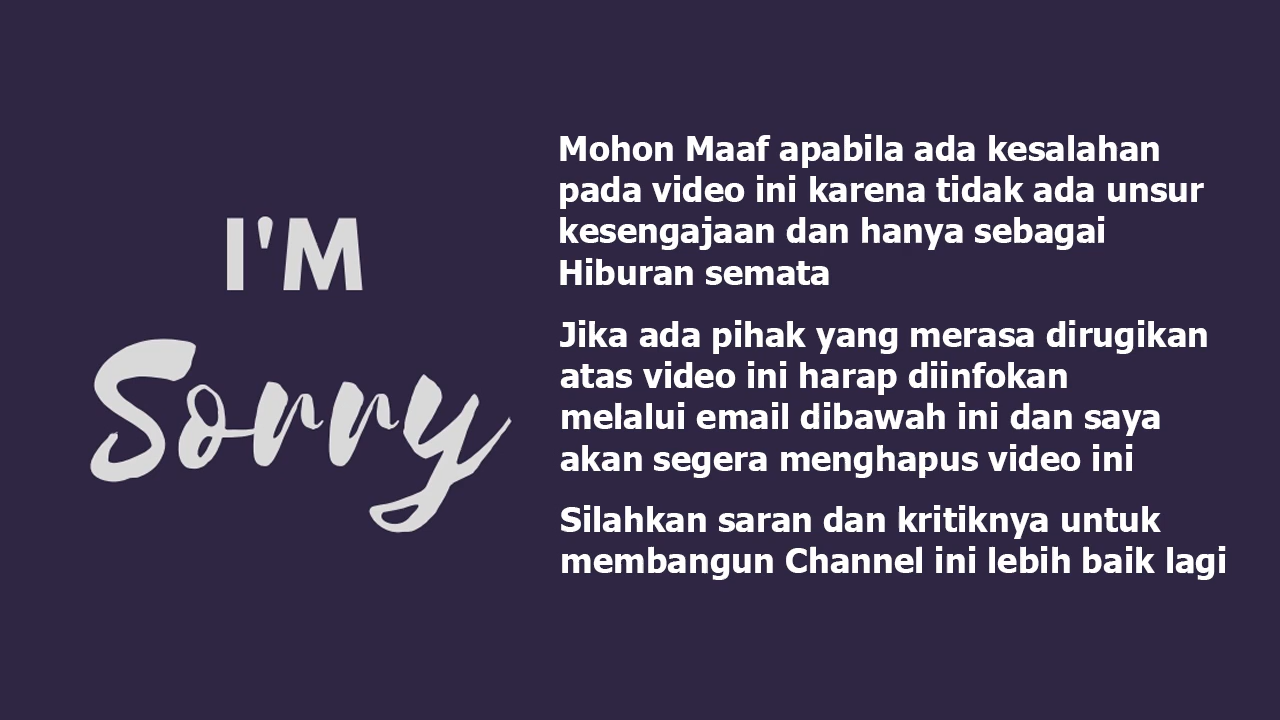 I'M
Sorry
Mohon Maaf apabila ada kesalahan
pada video ini karena tidak ada unsur
kesengajaan dan hanya sebagai
Hiburan semata
Jika ada pihak yang merasa dirugikan
atas video ini harap diinfokan
melalui email dibawah ini dan saya
akan segera menghapus video ini
Silahkan saran dan kritiknya untuk
membangun Channel ini lebih baik lagi